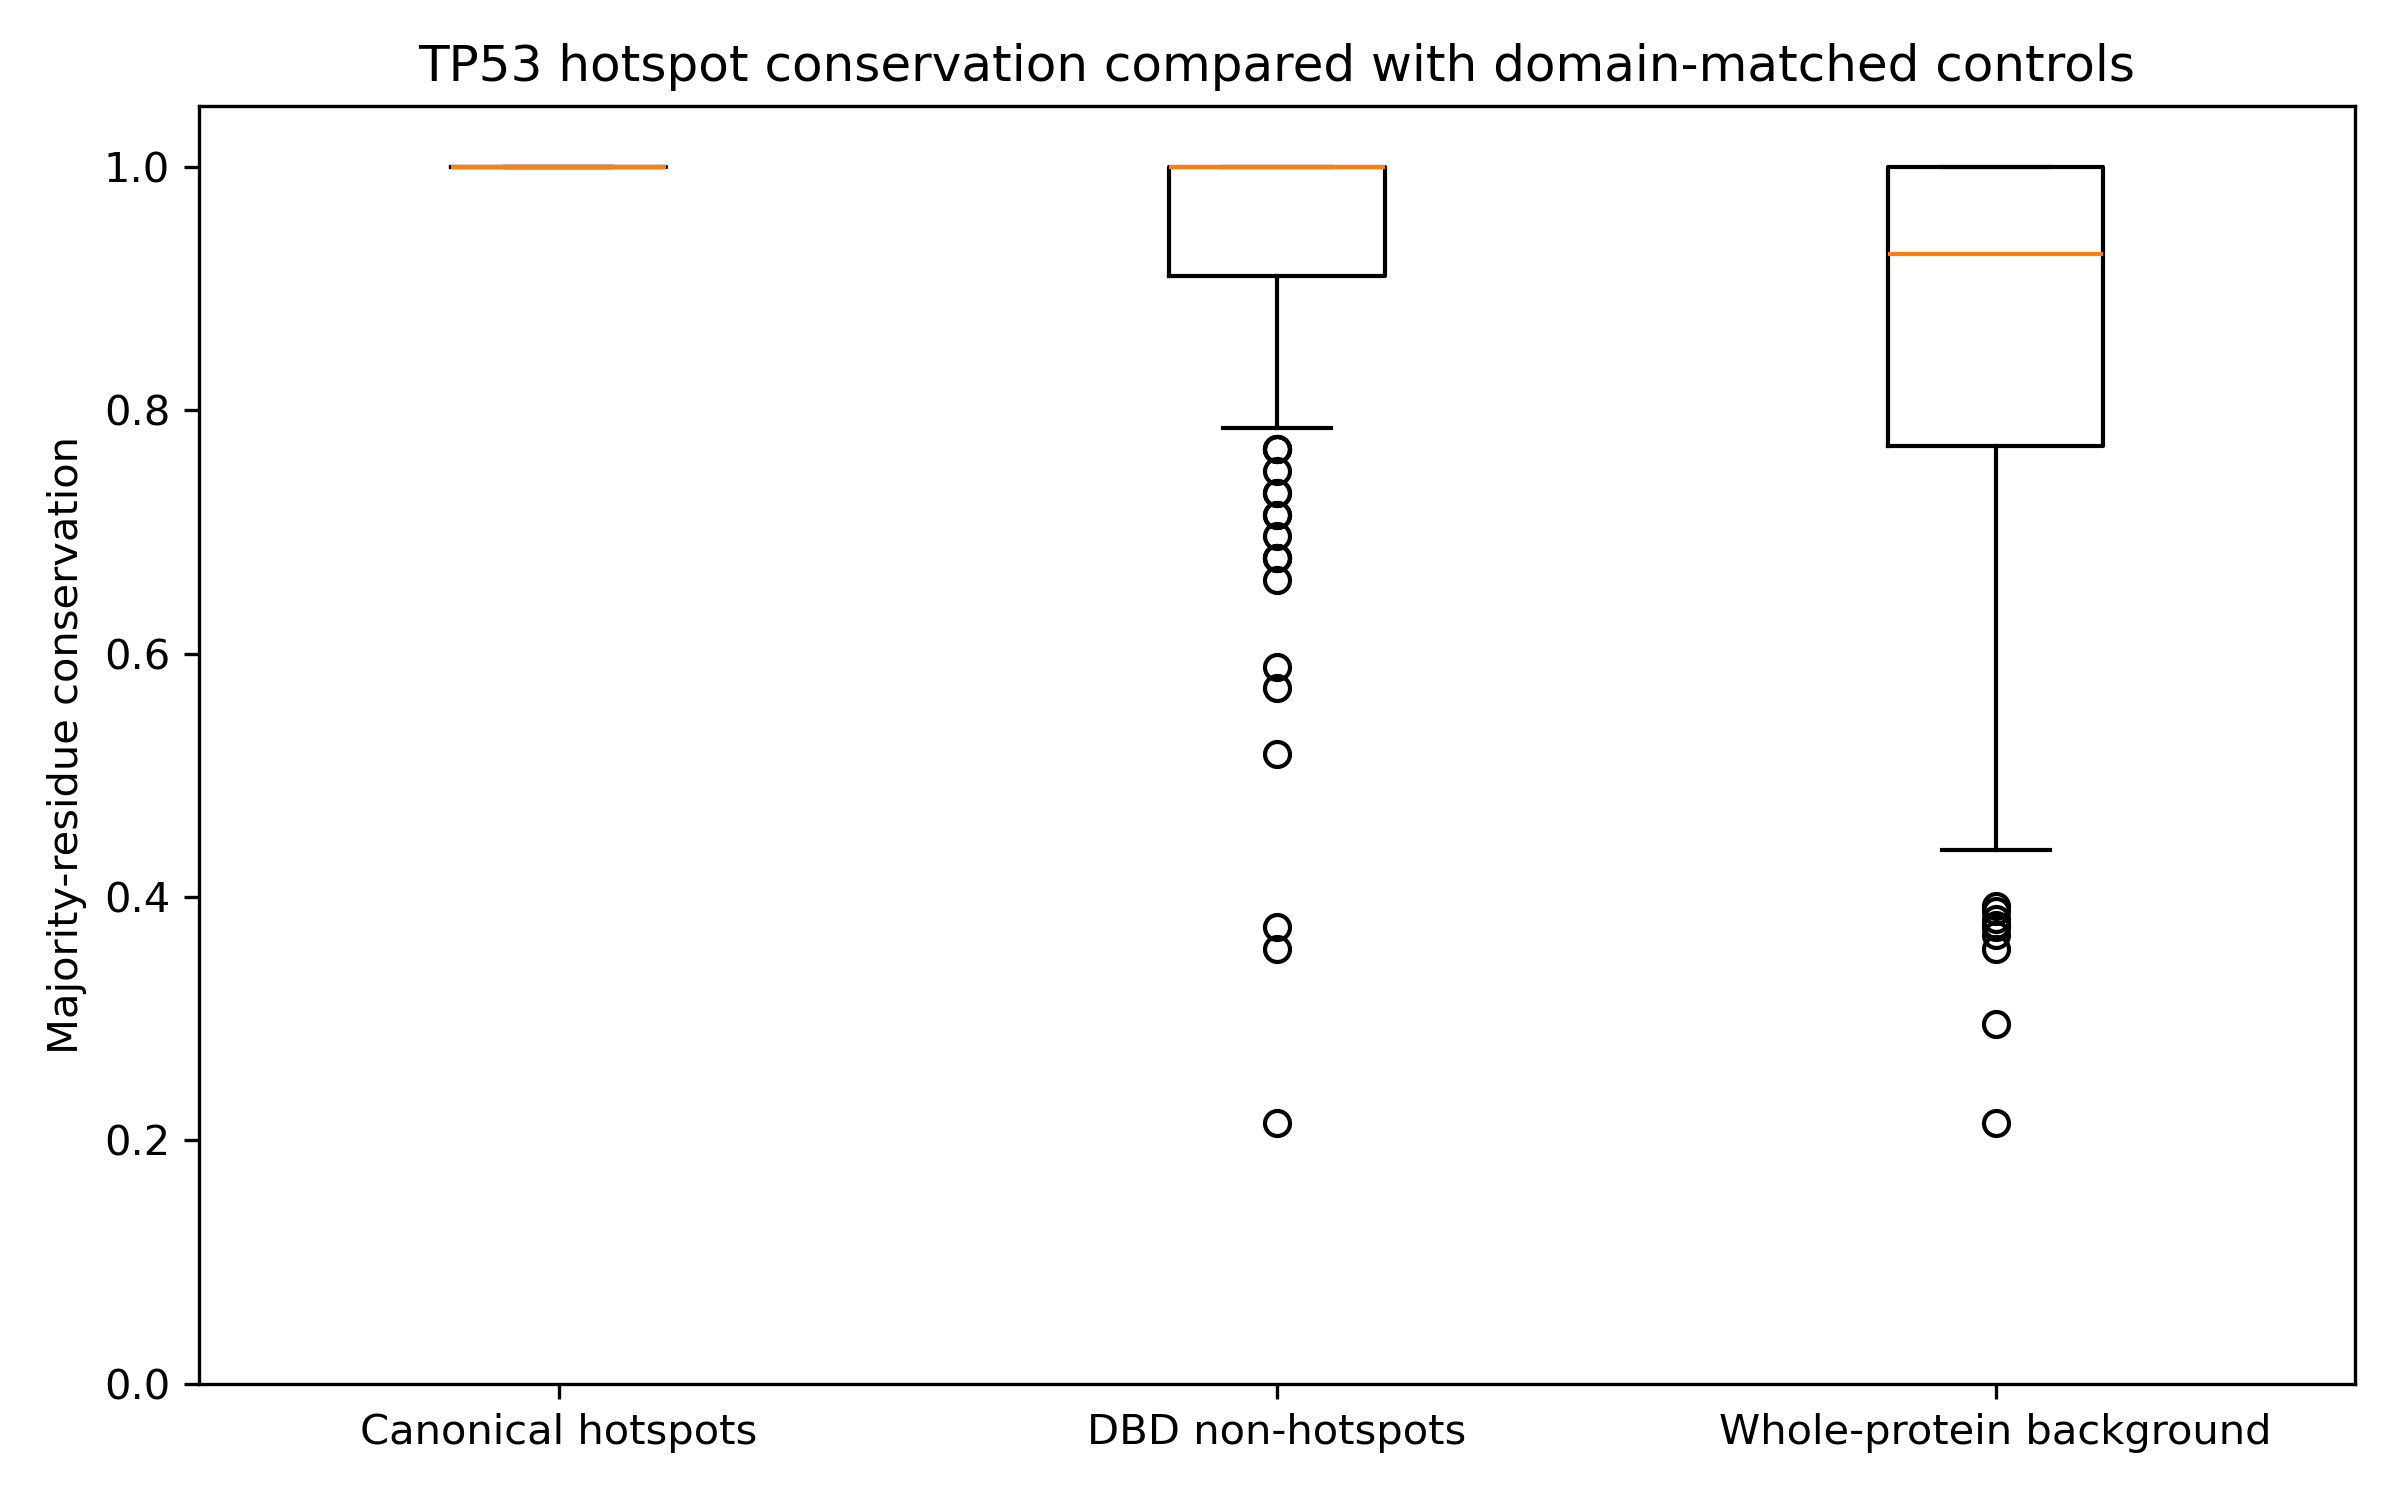 TP53 hotspot conservation compared with domain-matched controls
Majority-residue conservation
1.0
0.8
0.6
0.4
0.2
0.0
Canonical hotspots
DBD non-hotspots
Whole-protein background